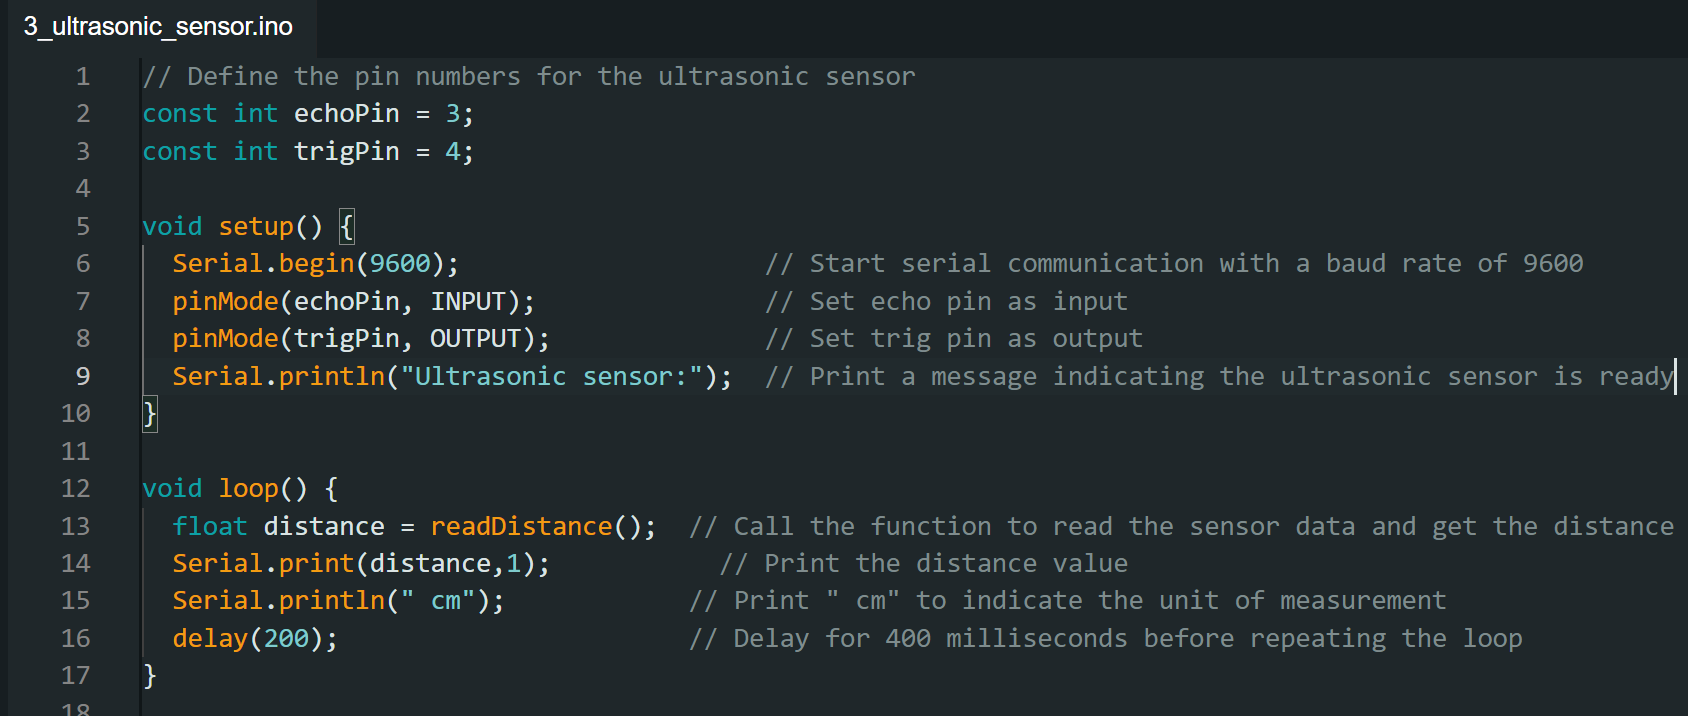 3_ultrasonic_sensor.ino
1 // Define the pin numbers for the ultrasonic sensor
2 const int echoPin = 3;
3 const int trigPin = 4;
4
5 void setup() {
6   Serial.begin(9600);                    // Start serial communication with a baud rate of 9600
7   pinMode(echoPin, INPUT);               // Set echo pin as input
8   pinMode(trigPin, OUTPUT);              // Set trig pin as output
9   Serial.println("Ultrasonic sensor:");  // Print a message indicating the ultrasonic sensor is ready
10 }
11
12 void loop() {
13   float distance = readDistance();  // Call the function to read the sensor data and get the distance
14   Serial.print(distance,1);           // Print the distance value
15   Serial.println(" cm");            // Print " cm" to indicate the unit of measurement
16   delay(200);                       // Delay for 400 milliseconds before repeating the loop
17 }
18